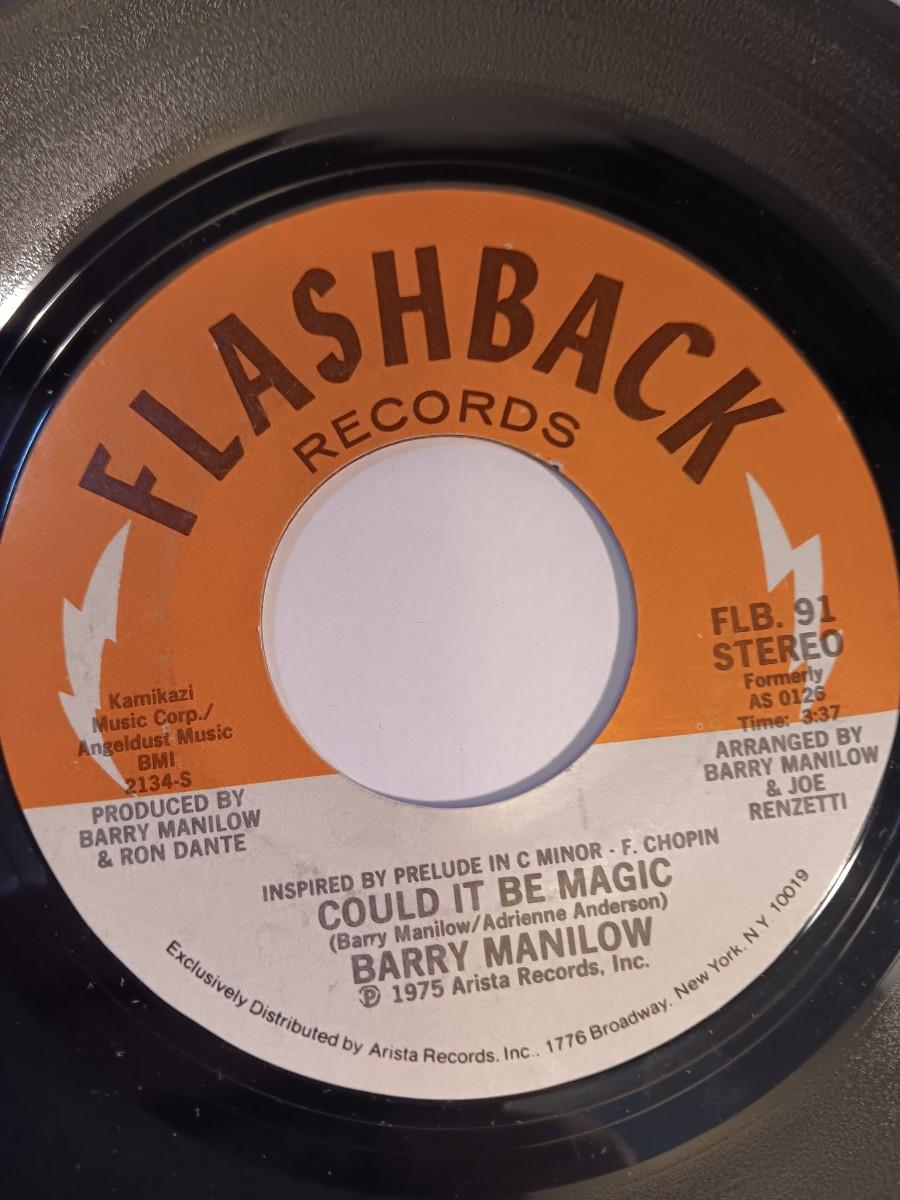 FLASHBACK
RECORDS
Kamikazi
Music Corp./
Angeldust Music
BMI
2134-S
PRODUCED BY
BARRY MANILOW
& RON DANTE
FLB. 91
STEREO
Formerly
AS 0126
Time: 3:37
ARRANGED BY
BARRY MANILOW
& JOE
RENZETTI
INSPIRED BY PRELUDE IN C MINOR - F. CHOPIN
COULD IT BE MAGIC
(Barry Manilow/Adrienne Anderson)
BARRY MANILOW
℗ 1975 Arista Records, Inc.
Exclusively Distributed by Arista Records. Inc.. 1776 Broadway. New York. N Y 10019